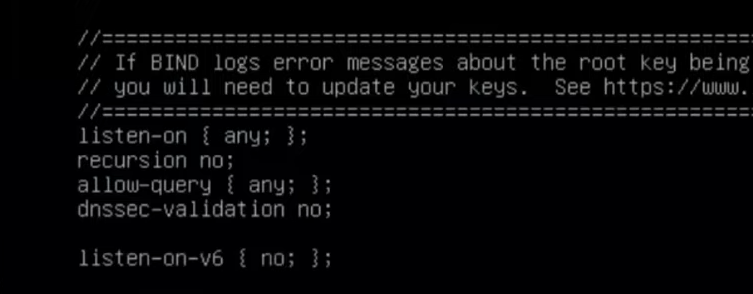 //=====================================================
// If BIND logs error messages about the root key being
// you will need to update your keys.  See https://www.
//=====================================================
listen-on { any; };
recursion no;
allow-query { any; };
dnssec-validation no;
listen-on-v6 { no; };